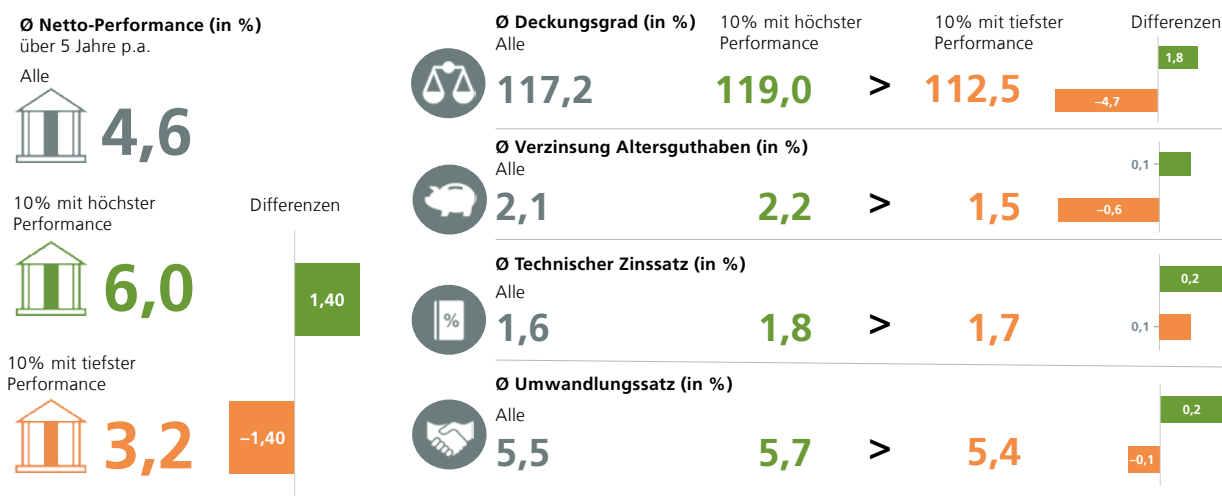 Ø Netto-Performance (in %)
über 5 Jahre p.a.
Alle
4,6
10% mit höchster
Performance
6,0
Differenzen
1,40
10% mit tiefster
Performance
3,2
–1,40
Ø Deckungsgrad (in %)
Alle
117,2
10% mit höchster
Performance
119,0
>
10% mit tiefster
Performance
112,5
Differenzen
1,8
–4,7
Ø Verzinsung Altersguthaben (in %)
Alle
2,1
2,2
>
1,5
0,1
–0,6
Ø Technischer Zinssatz (in %)
Alle
%
1,6
1,8
>
1,7
0,2
0,1
Ø Umwandlungssatz (in %)
Alle
5,5
5,7
>
5,4
0,2
–0,1